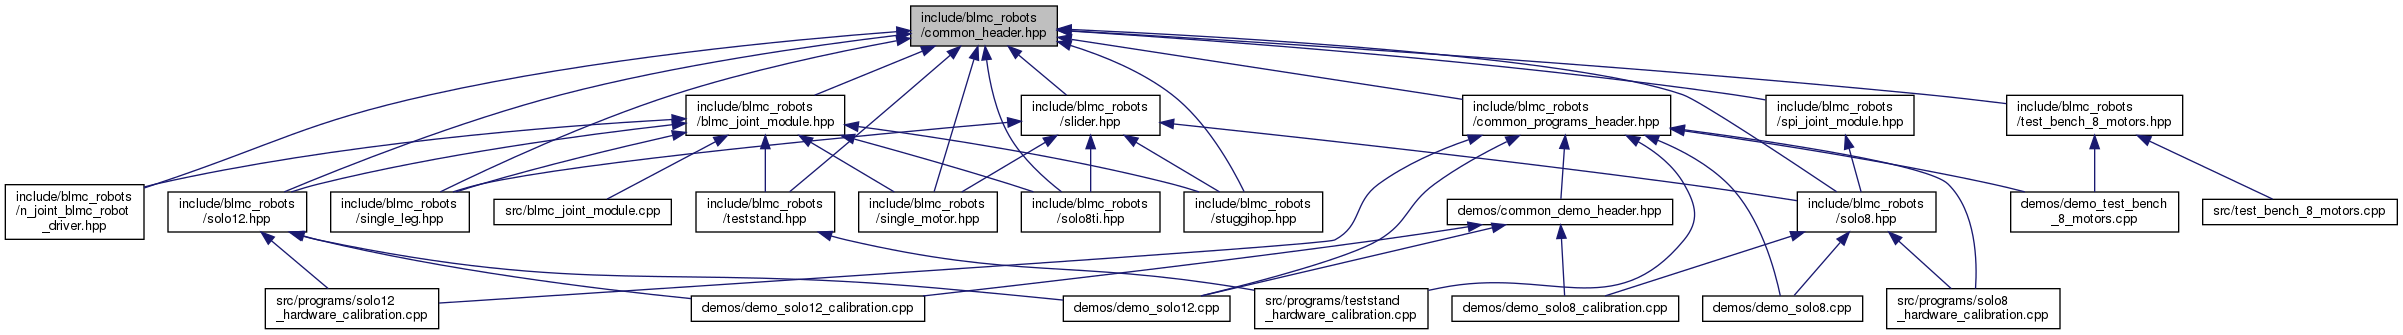 include/blmc_robots
/common_header.hpp
include/blmc_robots
/blmc_joint_module.hpp
include/blmc_robots
/slider.hpp
include/blmc_robots
/common_programs_header.hpp
include/blmc_robots
/spi_joint_module.hpp
include/blmc_robots
/test_bench_8_motors.hpp
include/blmc_robots
/n_joint_blmc_robot
_driver.hpp
include/blmc_robots
/solo12.hpp
include/blmc_robots
/single_leg.hpp
src/blmc_joint_module.cpp
include/blmc_robots
/teststand.hpp
include/blmc_robots
/single_motor.hpp
include/blmc_robots
/solo8ti.hpp
include/blmc_robots
/stuggihop.hpp
demos/common_demo_header.hpp
include/blmc_robots
/solo8.hpp
demos/demo_test_bench
_8_motors.cpp
src/test_bench_8_motors.cpp
src/programs/solo12
_hardware_calibration.cpp
demos/demo_solo12_calibration.cpp
demos/demo_solo12.cpp
src/programs/teststand
_hardware_calibration.cpp
demos/demo_solo8_calibration.cpp
demos/demo_solo8.cpp
src/programs/solo8
_hardware_calibration.cpp